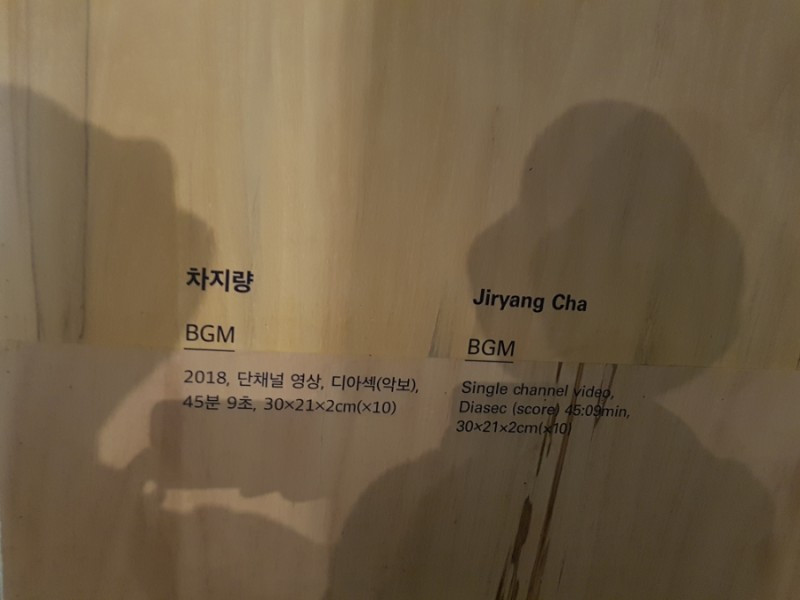 차지량
BGM
2018, 단채널 영상, 디아섹(악보),
45분 9초, 30×21×2cm(×10)
Jiryang Cha
BGM
Single channel video,
Diasec (score) 45:09min,
30×21×2cm(×10)